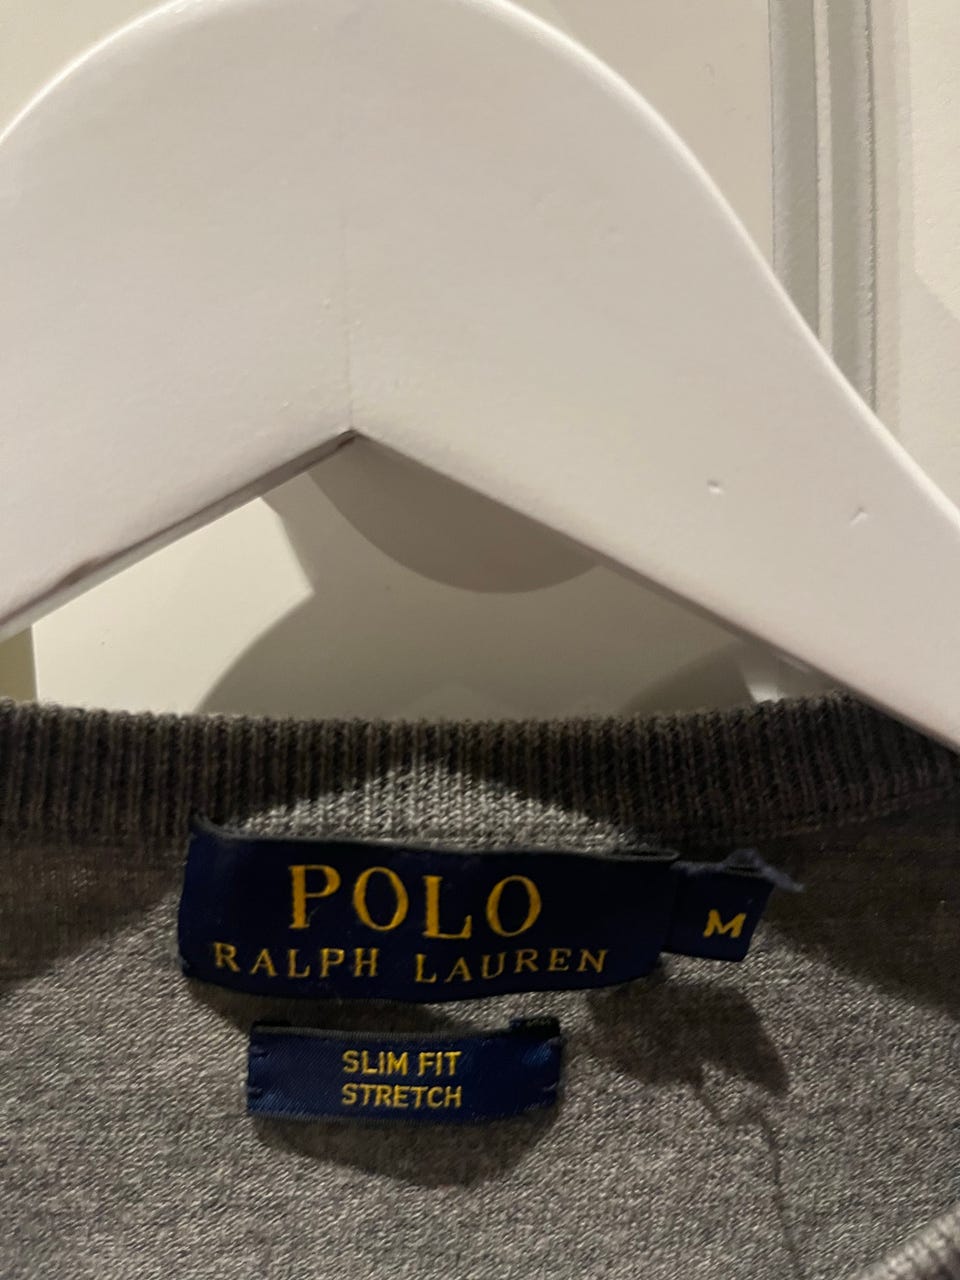 POLO
RALPH LAUREN
M
SLIM FIT
STRETCH